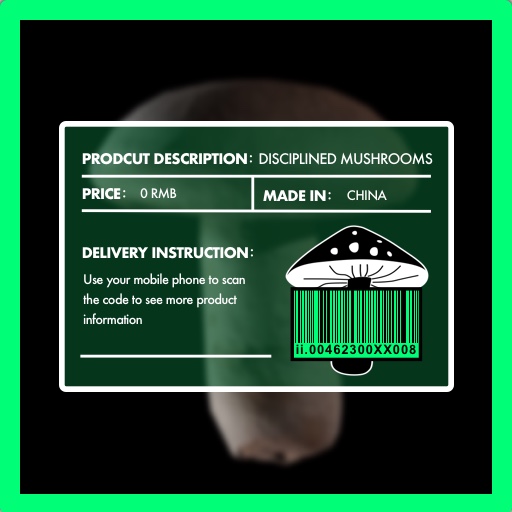 PRODCUT DESCRIPTION: DISCIPLINED MUSHROOMS
PRICE: 0 RMB MADE IN: CHINA
DELIVERY INSTRUCTION:
Use your mobile phone to scan
the code to see more product
information
ii.00462300XX008